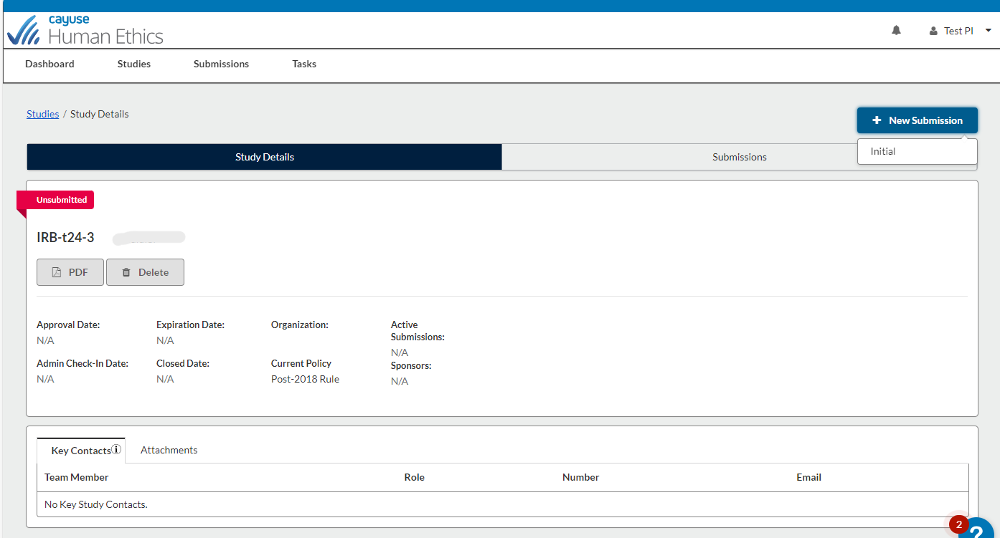 cayuse
Human Ethics
Test PI
Dashboard Studies Submissions Tasks
Studies / Study Details
+ New Submission
Initial
Study Details Submissions
Unsubmitted
IRB-t24-3
PDF Delete
Approval Date: Expiration Date: Organization: Active
Submissions:
N/A N/A N/A
Admin Check-In Date: Closed Date: Current Policy Sponsors:
N/A N/A Post-2018 Rule N/A
Key Contacts Attachments
Team Member Role Number Email
No Key Study Contacts.
2
?